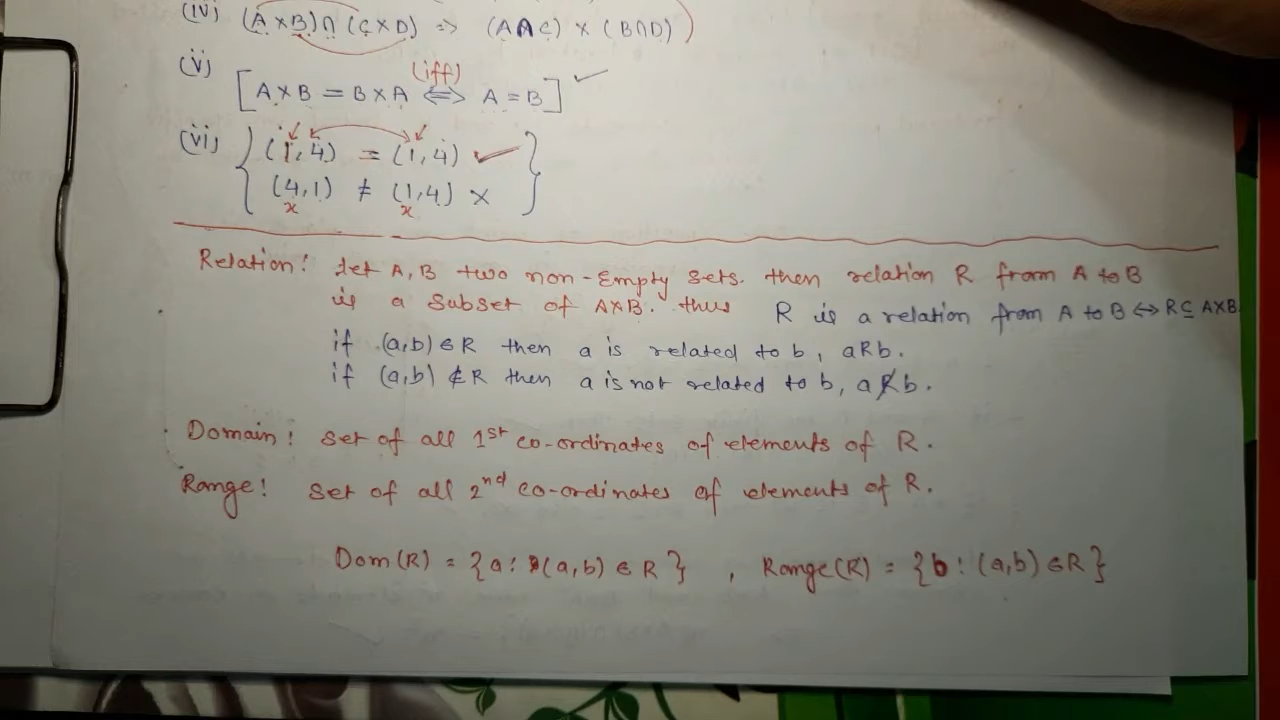 (iv) (A×B)∩(C×D) => (A∩C) × (B∩D)
(v) [A×B = B×A <=> A=B] ✓
(iff)
(vi) { (1,4) = (1,4) ✓
(4,1) ≠ (1,4) × }
x x
Relation: Let A, B two non-Empty sets. then relation R from A to B
is a subset of A×B. thus R is a relation from A to B <=> R ⊆ A×B
if (a,b) ∈ R then a is related to b, aRb.
if (a,b) ∉ R then a is not related to b, aR̸b.
Domain: set of all 1st co-ordinates of elements of R.
Range: set of all 2nd co-ordinates of elements of R.
Dom(R) = {a : (a,b) ∈ R} , Range(R) = {b : (a,b) ∈ R}